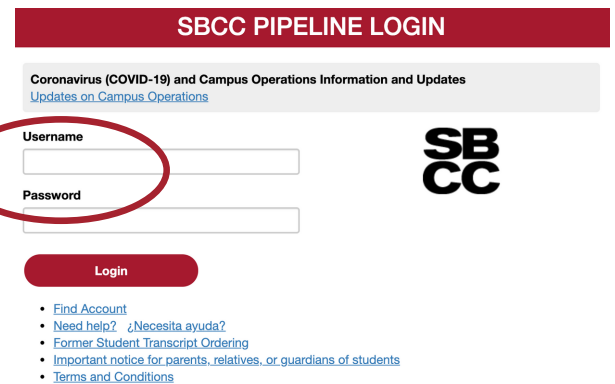 SBCC PIPELINE LOGIN
Coronavirus (COVID-19) and Campus Operations Information and Updates
Updates on Campus Operations
Username
SB
CC
Password
Login
Find Account
Need help? ¿Necesita ayuda?
Former Student Transcript Ordering
Important notice for parents, relatives, or guardians of students
Terms and Conditions